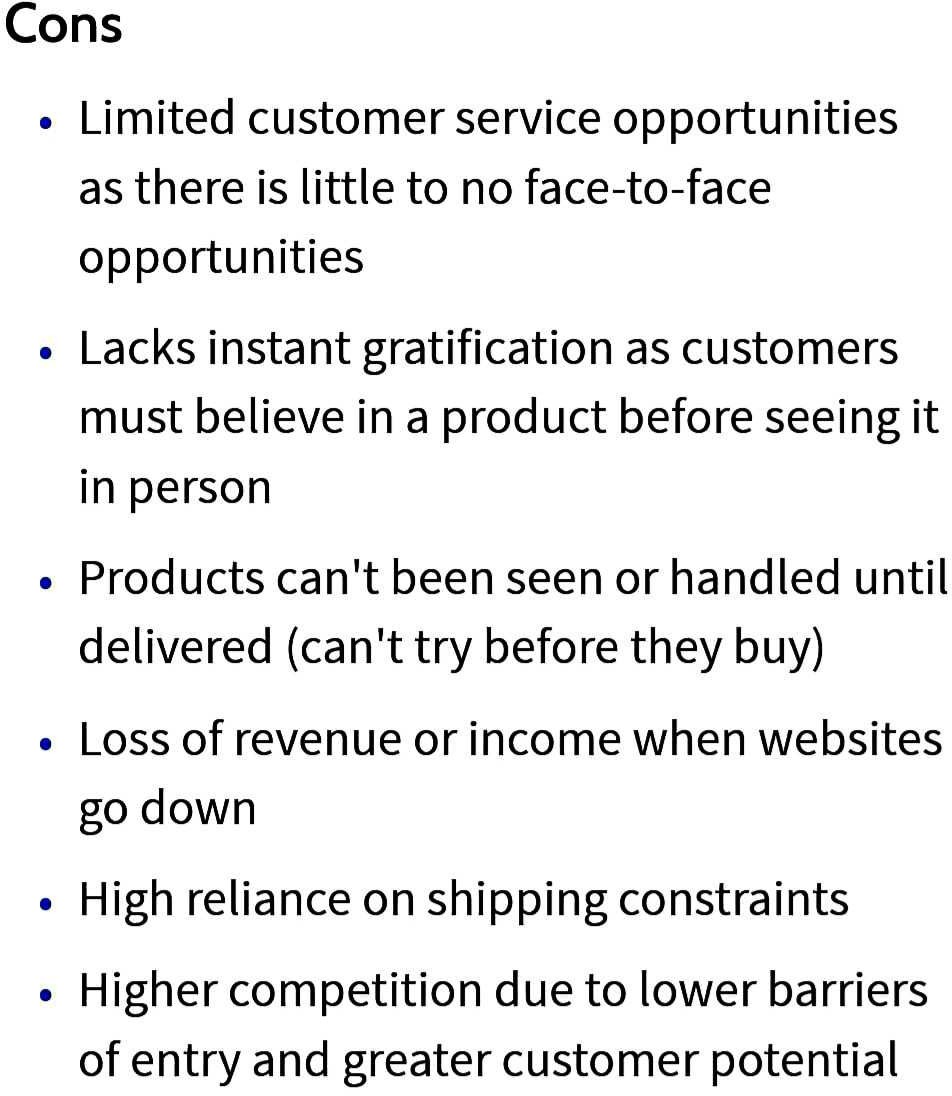 Cons
• Limited customer service opportunities
as there is little to no face-to-face
opportunities
• Lacks instant gratification as customers
must believe in a product before seeing it
in person
• Products can't been seen or handled until
delivered (can't try before they buy)
• Loss of revenue or income when websites
go down
• High reliance on shipping constraints
• Higher competition due to lower barriers
of entry and greater customer potential